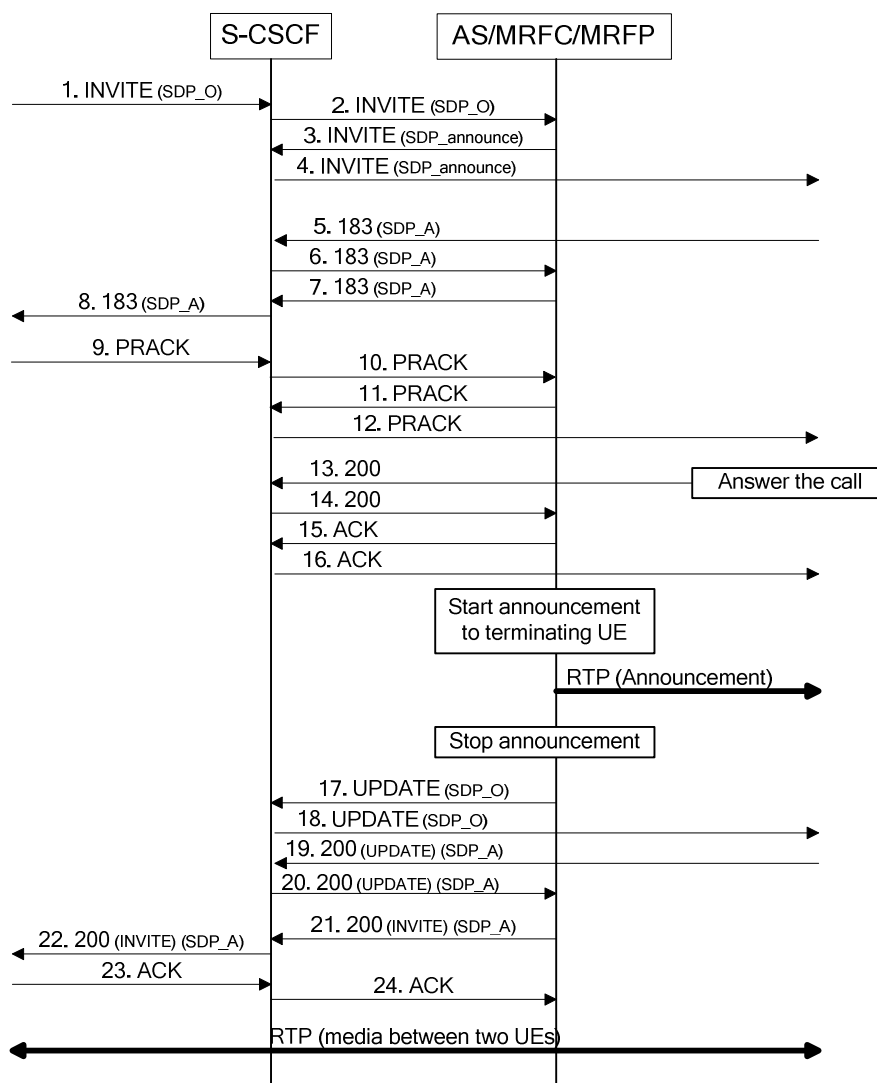 S-CSCF
AS/MRFC/MRFP
1. INVITE (SDP_O)
2. INVITE (SDP_O)
3. INVITE (SDP_announce)
4. INVITE (SDP_announce)
5. 183 (SDP_A)
6. 183 (SDP_A)
7. 183 (SDP_A)
8. 183 (SDP_A)
9. PRACK
10. PRACK
11. PRACK
12. PRACK
13. 200
Answer the call
14. 200
15. ACK
16. ACK
Start announcement
to terminating UE
RTP (Announcement)
Stop announcement
17. UPDATE (SDP_O)
18. UPDATE (SDP_O)
19. 200 (UPDATE) (SDP_A)
20. 200 (UPDATE) (SDP_A)
21. 200 (INVITE) (SDP_A)
22. 200 (INVITE) (SDP_A)
23. ACK
24. ACK
RTP (media between two UEs)